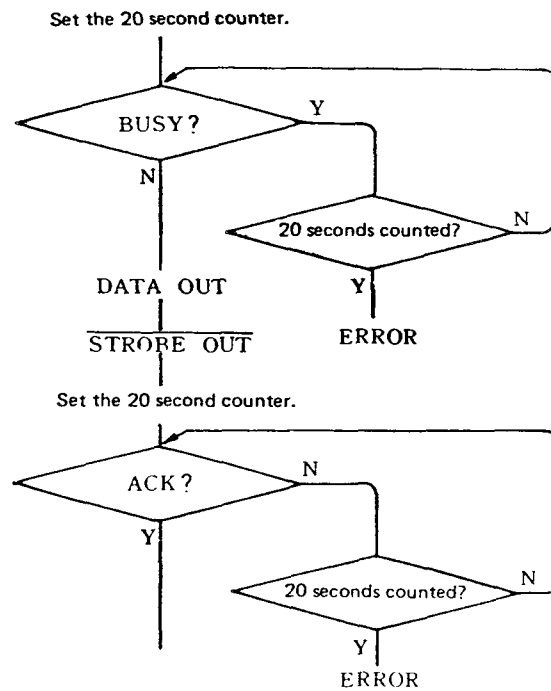 Set the 20 second counter.
BUSY?
Y
N
20 seconds counted?
N
Y
DATA OUT
ERROR
STROBE OUT
Set the 20 second counter.
ACK?
N
Y
20 seconds counted?
N
Y
ERROR